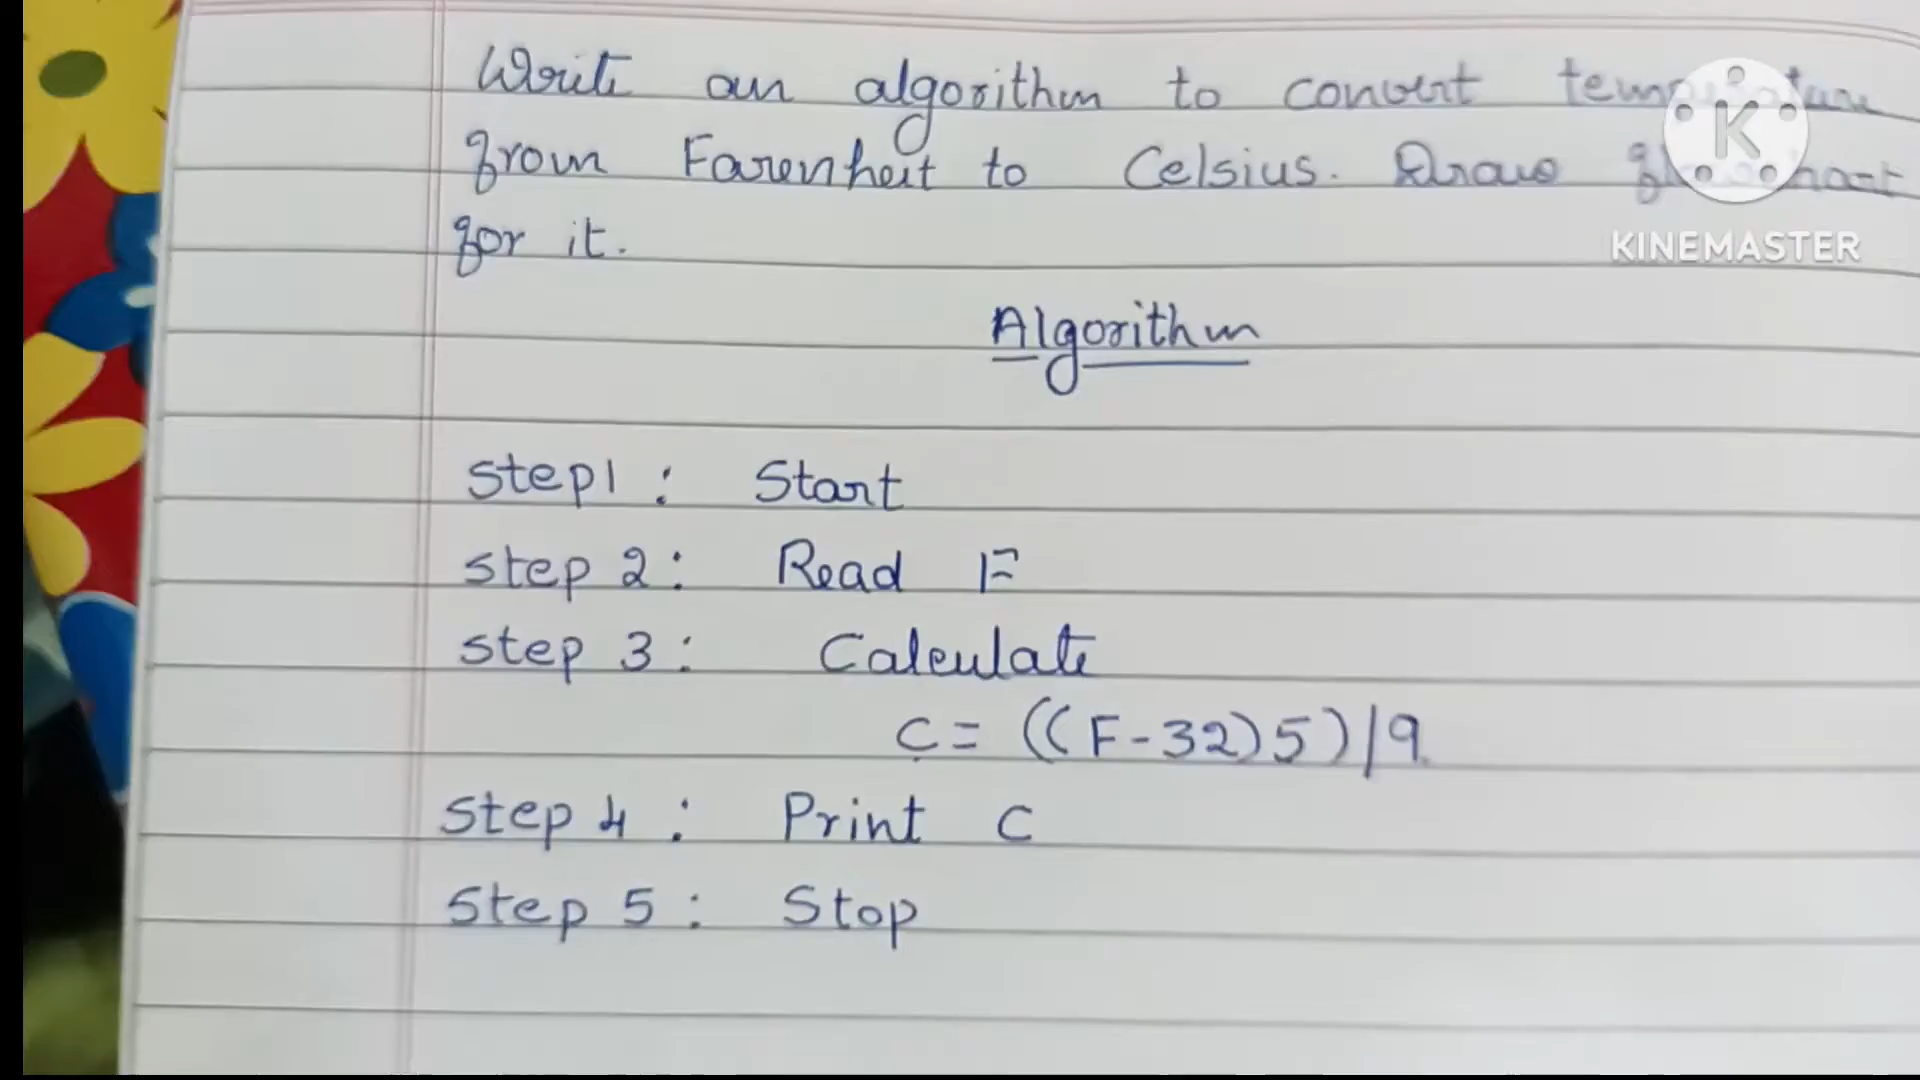 Write an algorithm to convert
from Farenheit to Celsius. Draw
for it.
K
KINEMASTER
Algorithm
Step1 : Start
Step 2 : Read F
Step 3 : Calculate
C = ((F-32)5)/9.
Step 4 : Print C
Step 5 : Stop